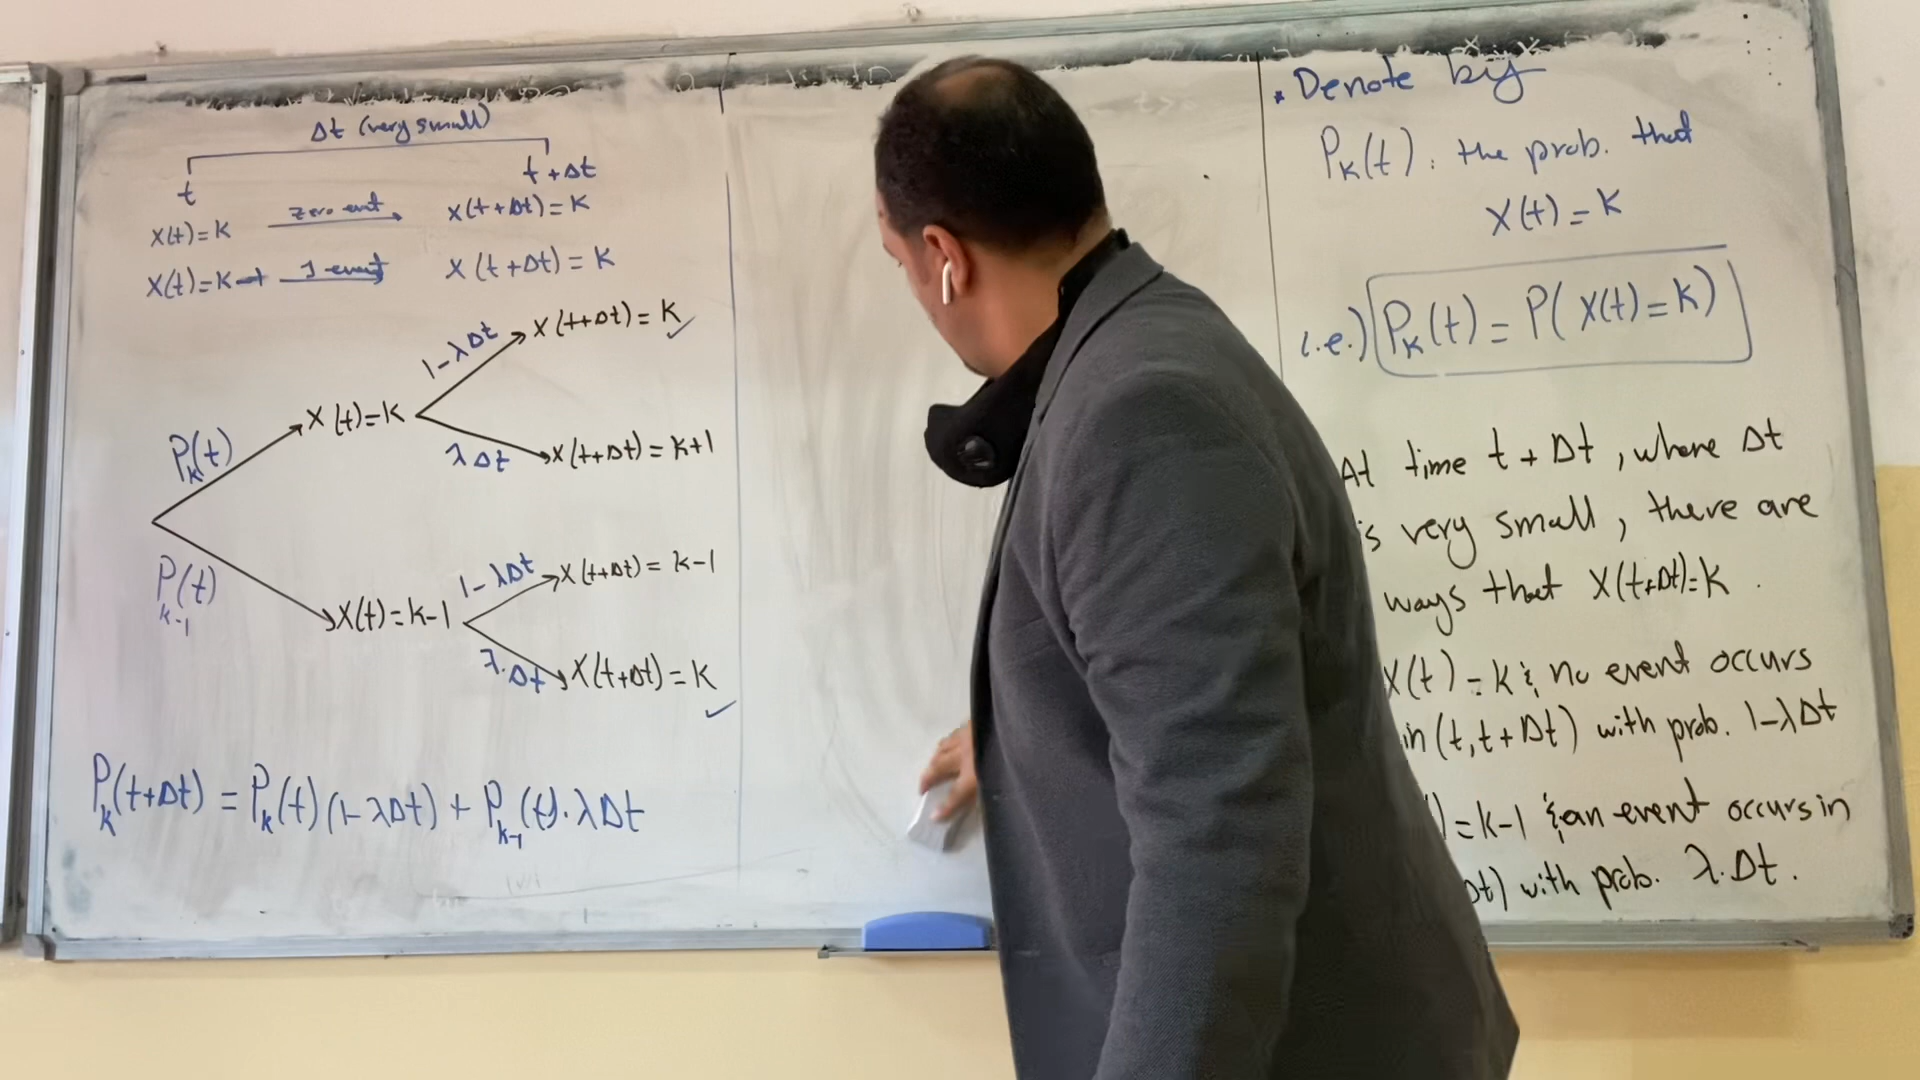 Δt (very small)
t t+Δt
X(t)=K zero event X(t+Δt)=K
X(t)=K-1 1 event X(t+Δt)=K
1-λΔt X(t+Δt)=K ✓
P_K(t) X(t)=K
λΔt X(t+Δt)=K+1
P_{K-1}(t) X(t)=K-1
1-λΔt X(t+Δt)=K-1
λ.Δt X(t+Δt)=K ✓
P_K(t+Δt) = P_K(t)(1-λΔt) + P_{K-1}(t).λΔt
Denote by
P_K(t): the prob. that
X(t)=K
i.e.) P_K(t) = P(X(t)=K)
At time t+Δt, where Δt
is very small, there are
ways that X(t+Δt)=K.
X(t)=K & no event occurs
in (t,t+Δt) with prob. 1-λΔt
)=K-1 & an event occurs in
Δt) with prob. λ.Δt.